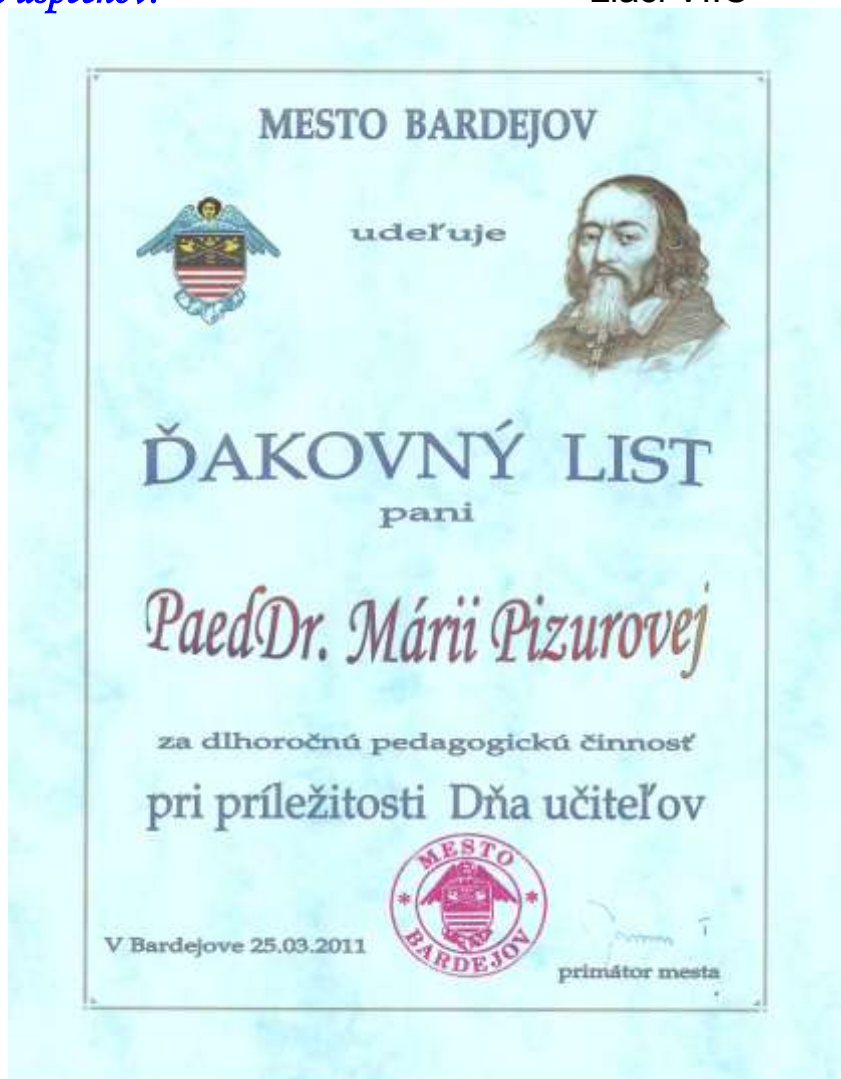 MESTO BARDEJOV
udeľuje
ĎAKOVNÝ LIST
pani
PaedDr. Márii Pizurovej
za dlhoročnú pedagogickú činnosť
pri príležitosti Dňa učiteľov
* MESTO *
BARDEJOV
V Bardejove 25.03.2011
primátor mesta